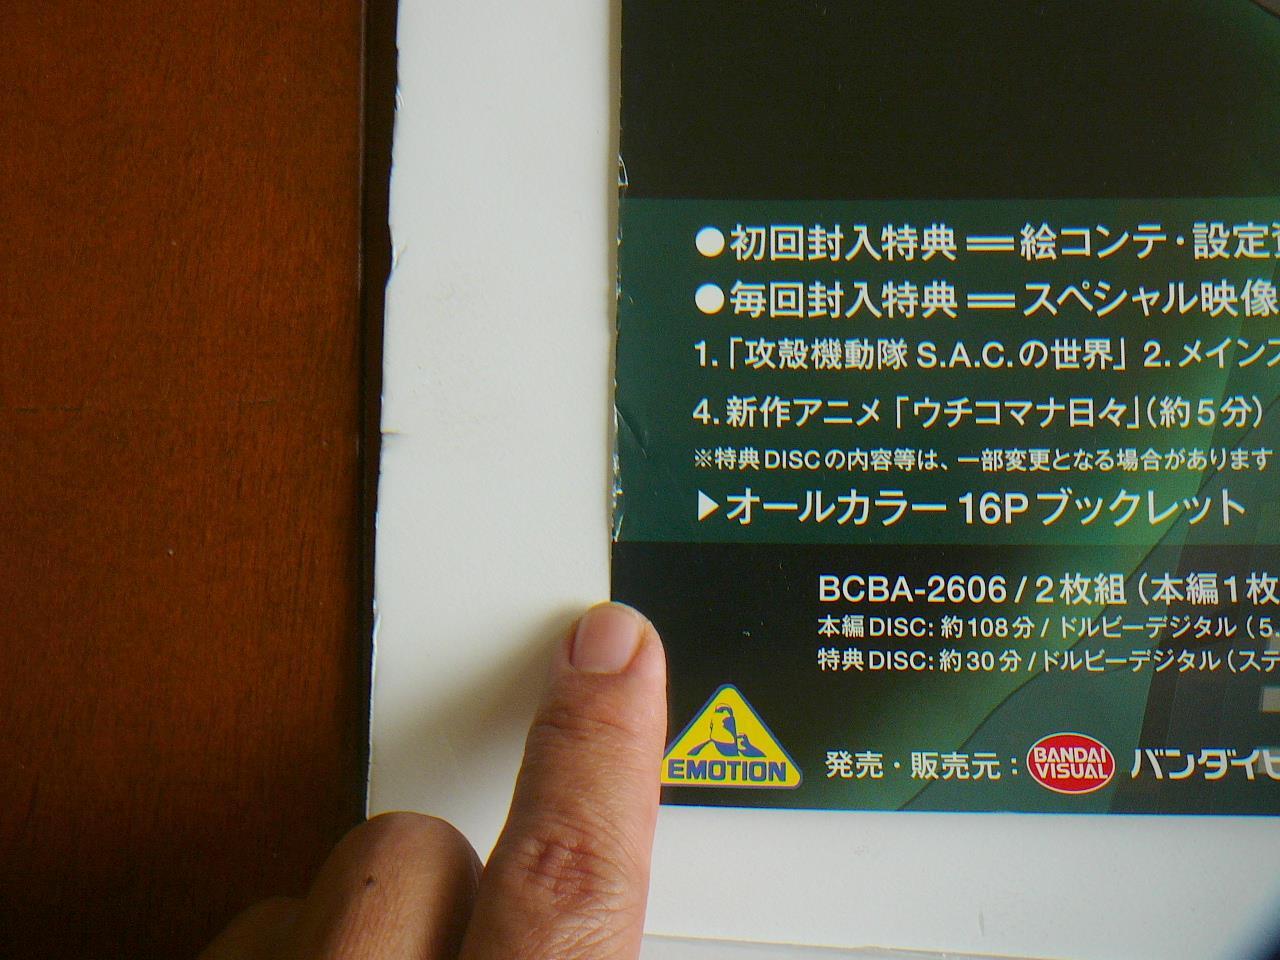 ●初回封入特典＝絵コンテ・設定資
●毎回封入特典＝スペシャル映像
1.「攻殻機動隊 S.A.C.の世界」 2.メインス
4.新作アニメ「ウチコマナ日々」(約5分)
※特典DISCの内容等は、一部変更となる場合があります
▶オールカラー 16Pブックレット
BCBA-2606 / 2枚組 (本編1枚
本編DISC: 約108分 / ドルビーデジタル (5.
特典DISC: 約30分 / ドルビーデジタル (ステ
EMOTION
発売・販売元：
BANDAI
VISUAL
バンダイビ